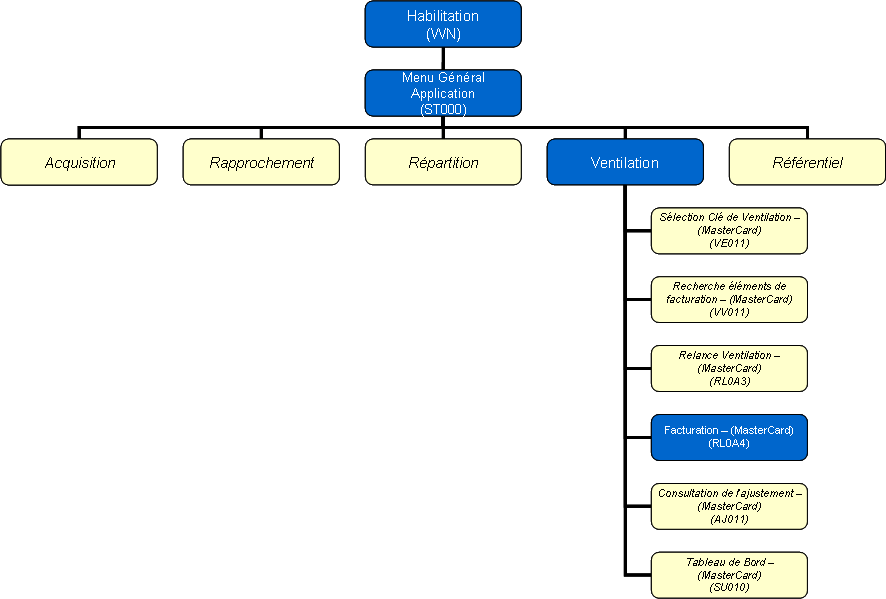 Habilitation
(VVN)
Menu Général
Application
(ST000)
Acquisition
Rapprochement
Répartition
Ventilation
Référentiel
Sélection Clé de Ventilation –
(MasterCard)
(VE011)
Recherche éléments de
facturation – (MasterCard)
(VV011)
Relance Ventilation –
(MasterCard)
(RL0A3)
Facturation – (MasterCard)
(RL0A4)
Consultation de l'ajustement –
(MasterCard)
(AJ011)
Tableau de Bord –
(MasterCard)
(SU010)